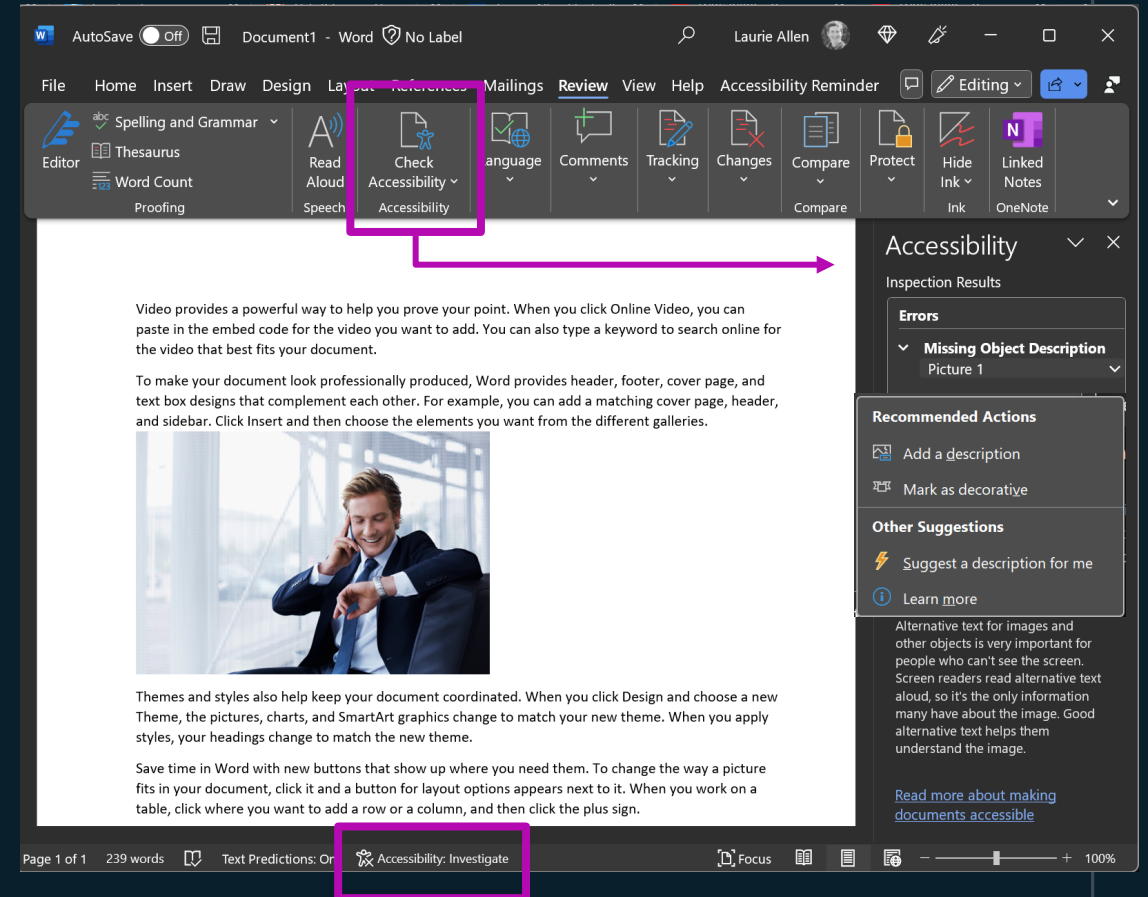 W AutoSave Off Document1 - Word No Label Laurie Allen
File Home Insert Draw Design Layout References Mailings Review View Help Accessibility Reminder Editing
abc Spelling and Grammar
Thesaurus
123 Word Count
Editor
Proofing
Read
Aloud
Speech
Check
Accessibility
Accessibility
Language
Comments
Tracking
Changes
Compare
Compare
Protect
Hide
Ink
Ink
N
Linked
Notes
OneNote
Video provides a powerful way to help you prove your point. When you click Online Video, you can
paste in the embed code for the video you want to add. You can also type a keyword to search online for
the video that best fits your document.
To make your document look professionally produced, Word provides header, footer, cover page, and
text box designs that complement each other. For example, you can add a matching cover page, header,
and sidebar. Click Insert and then choose the elements you want from the different galleries.
Themes and styles also help keep your document coordinated. When you click Design and choose a new
Theme, the pictures, charts, and SmartArt graphics change to match your new theme. When you apply
styles, your headings change to match the new theme.
Save time in Word with new buttons that show up where you need them. To change the way a picture
fits in your document, click it and a button for layout options appears next to it. When you work on a
table, click where you want to add a row or a column, and then click the plus sign.
Accessibility
Inspection Results
Errors
Missing Object Description
Picture 1
Recommended Actions
Add a description
Mark as decorative
Other Suggestions
Suggest a description for me
Learn more
Alternative text for images and
other objects is very important for
people who can't see the screen.
Screen readers read alternative text
aloud, so it's the only information
many have about the image. Good
alternative text helps them
understand the image.
Read more about making
documents accessible
Page 1 of 1 239 words Text Predictions: Accessibility: Investigate Focus 100%